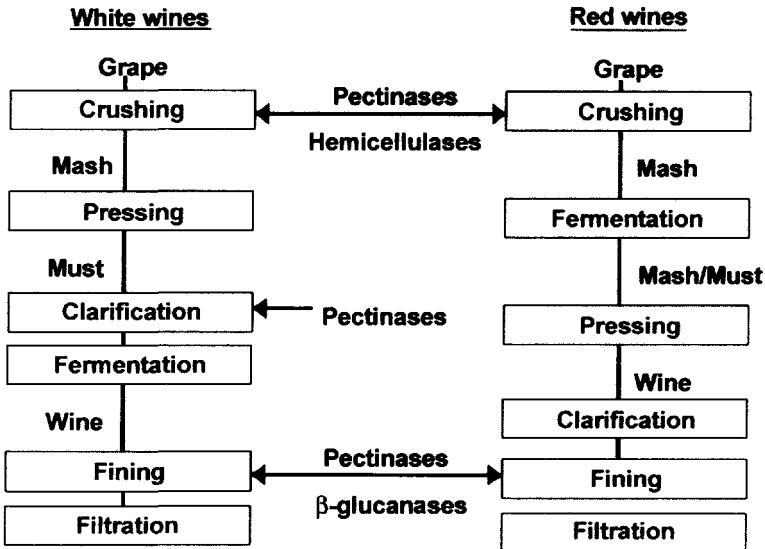 White wines
Red wines
Grape
Grape
Crushing
Pectinases
Crushing
Hemicellulases
Mash
Mash
Pressing
Fermentation
Must
Mash/Must
Clarification
Pectinases
Pressing
Fermentation
Wine
Wine
Clarification
Fining
Pectinases
Fining
β-glucanases
Filtration
Filtration